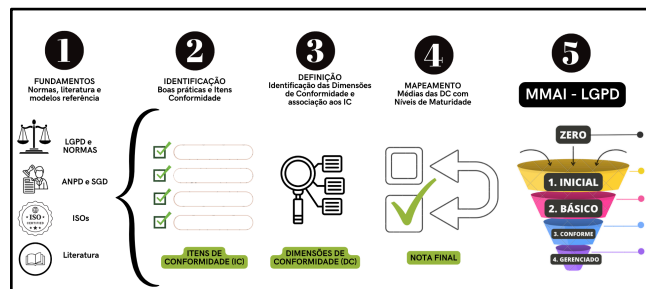 1
FUNDAMENTOS
Normas, literatura e
modelos referência
LGPD e
NORMAS
ANPD e SGD
ISO
CERTIFIED
ISOs
Literatura
2
IDENTIFICAÇÃO
Boas práticas e Itens
Conformidade
ITENS DE
CONFORMIDADE (IC)
3
DEFINIÇÃO
Identificação das Dimensões
de Conformidade e
associação aos IC
DIMENSÕES DE
CONFORMIDADE (DC)
4
MAPEAMENTO
Médias das DC com
Níveis de Maturidade
NOTA FINAL
5
MMAI - LGPD
ZERO
1. INICIAL
2. BÁSICO
3. CONFORME
4. GERENCIADO